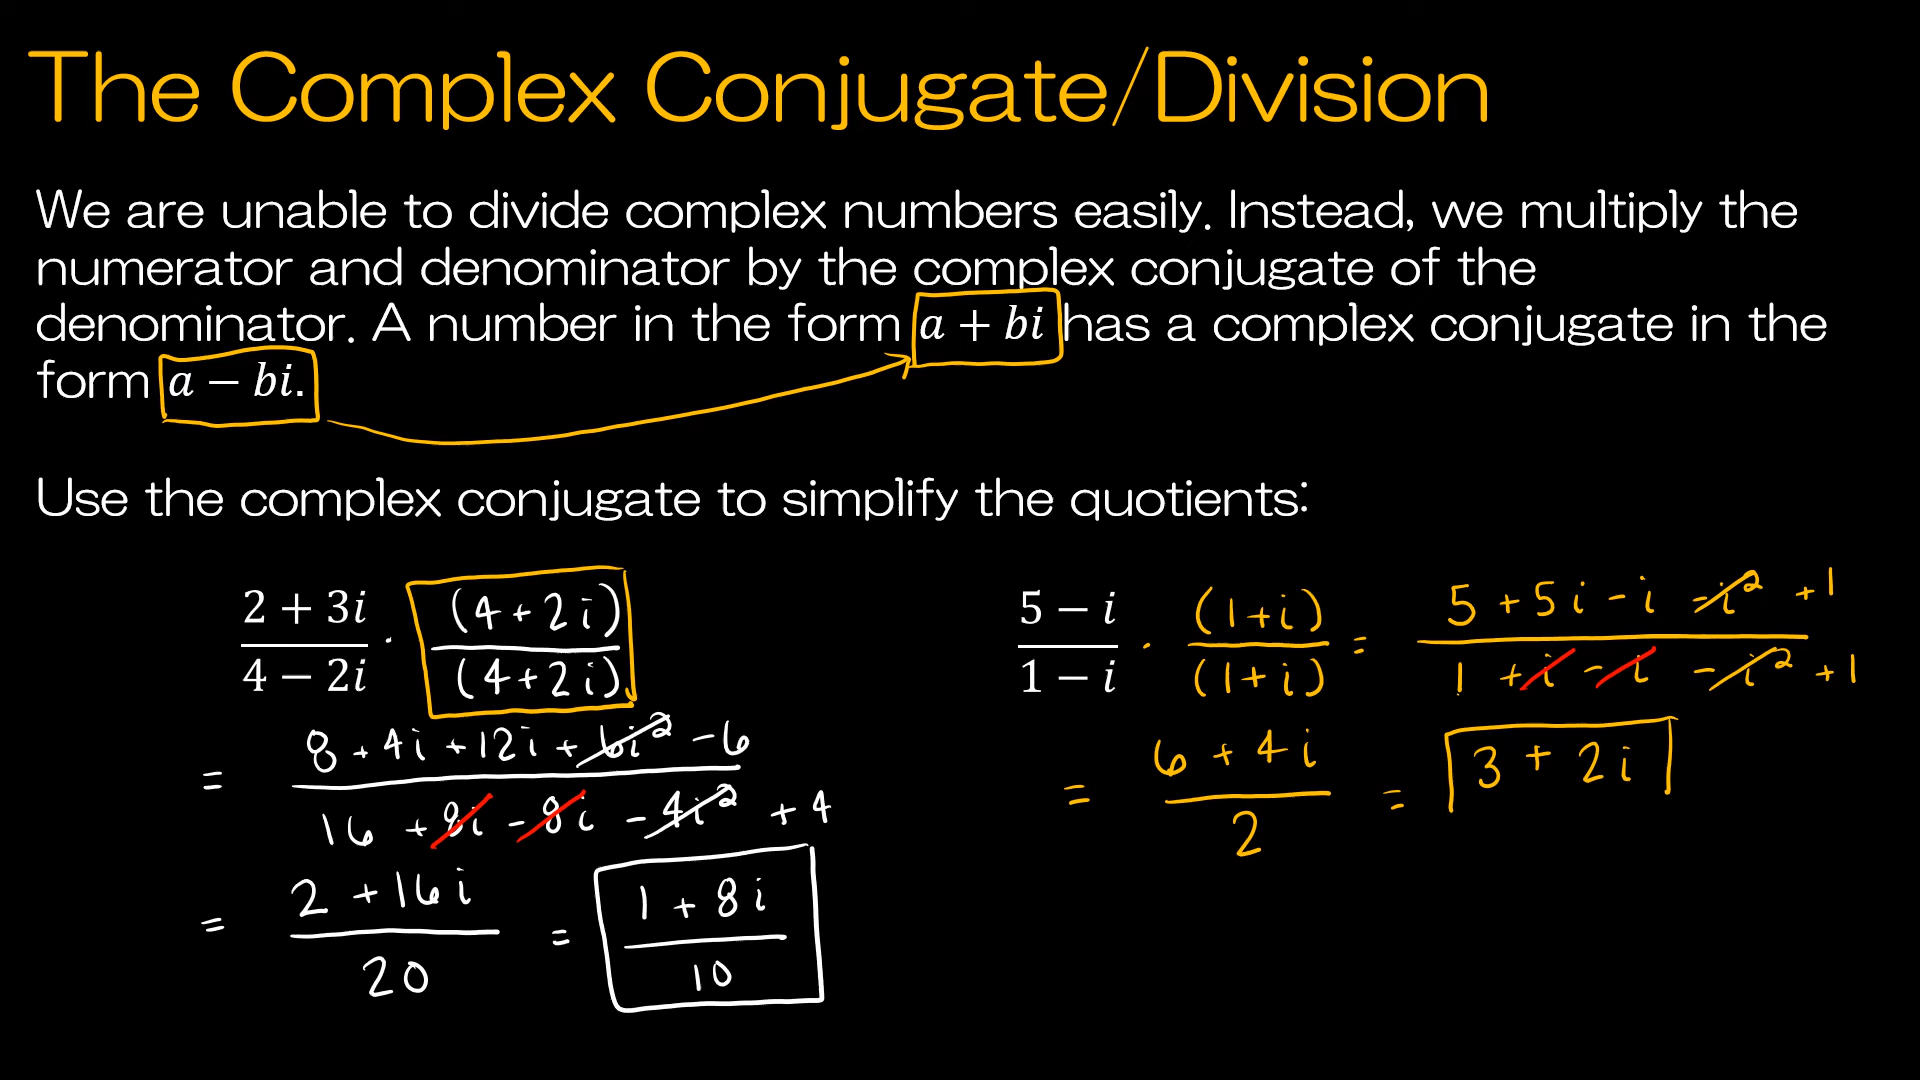 The Complex Conjugate/Division
We are unable to divide complex numbers easily. Instead, we multiply the
numerator and denominator by the complex conjugate of the
denominator. A number in the form a + bi has a complex conjugate in the
form a − bi.
Use the complex conjugate to simplify the quotients:
2 + 3i / 4 − 2i · (4 + 2i) / (4 + 2i)
= 8 + 4i + 12i + 6i² − 6 / 16 + 8i − 8i − 4i² + 4
= 2 + 16i / 20 = 1 + 8i / 10
5 − i / 1 − i · (1 + i) / (1 + i) = 5 + 5i − i − i² + 1 / 1 + i − i − i² + 1
= 6 + 4i / 2 = 3 + 2i